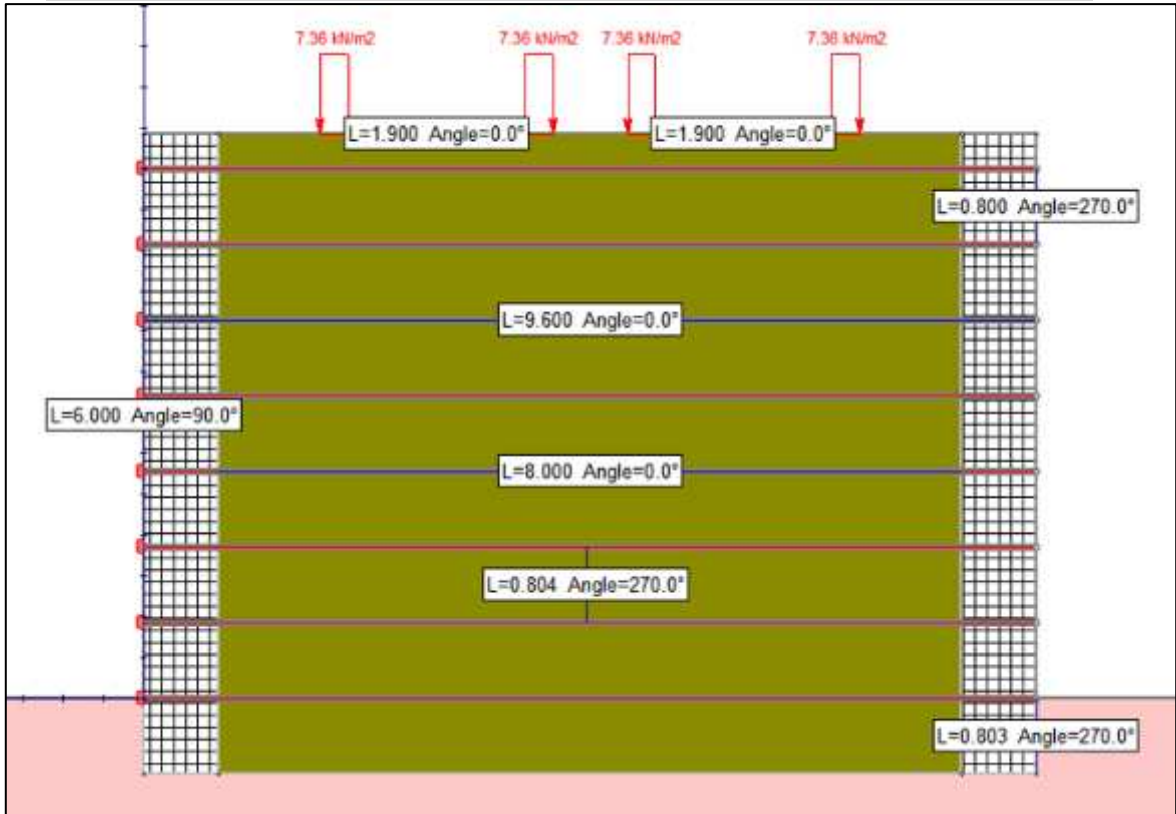 7.36 kN/m2 7.36 kN/m2 7.36 kN/m2 7.36 kN/m2
L=1.900 Angle=0.0° L=1.900 Angle=0.0°
L=0.800 Angle=270.0°
L=9.600 Angle=0.0°
L=6.000 Angle=90.0°
L=8.000 Angle=0.0°
L=0.804 Angle=270.0°
L=0.803 Angle=270.0°